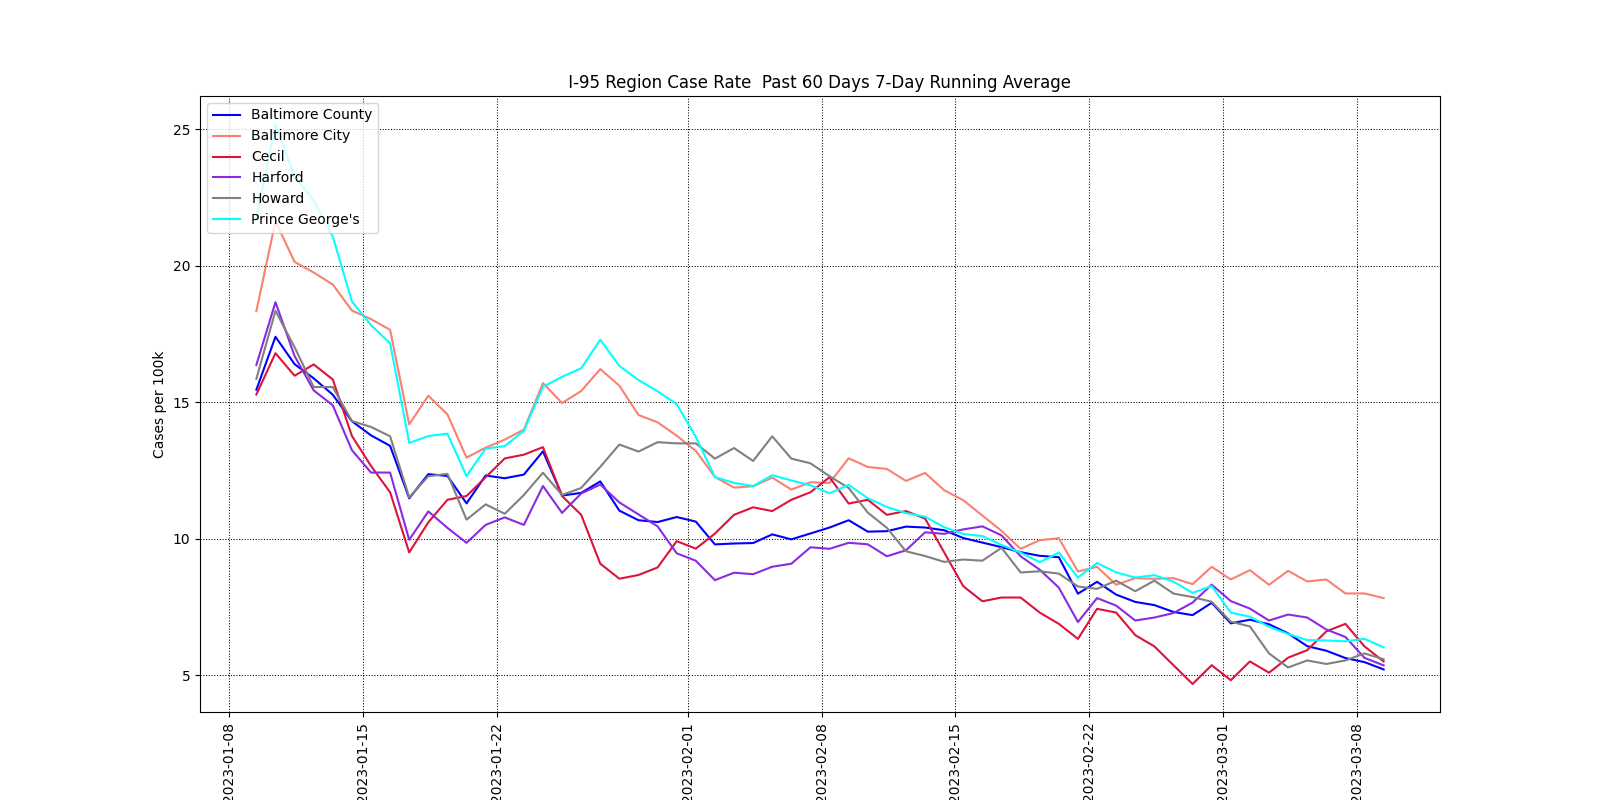 I-95 Region Case Rate  Past 60 Days 7-Day Running Average
Baltimore County
Baltimore City
Cecil
Harford
Howard
Prince George's
Cases per 100k
25
20
15
10
5
2023-01-08
2023-01-15
2023-01-22
2023-02-01
2023-02-08
2023-02-15
2023-02-22
2023-03-01
2023-03-08